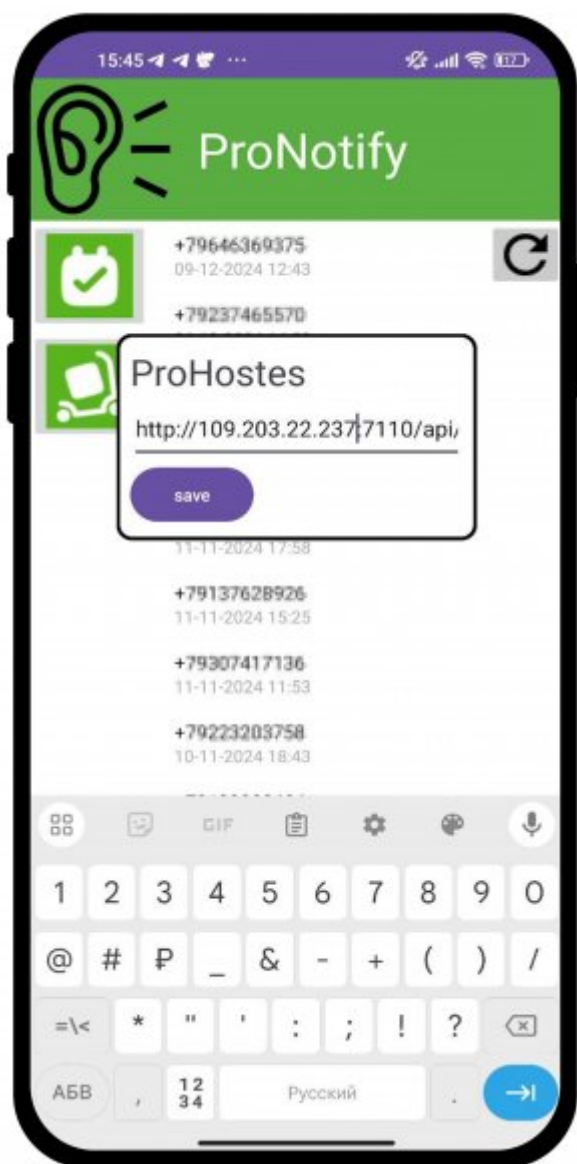 15:45
17
ProNotify
+79646369375
09-12-2024 12:43
+79237465570
ProHostes
http://109.203.22.237:7110/api/
save
11-11-2024 17:58
+79137628926
11-11-2024 15:25
+79307417136
11-11-2024 11:53
+79223203758
10-11-2024 18:43
GIF
1 2 3 4 5 6 7 8 9 0
@ # ₽ _ & - + ( ) /
=\< * " ' : ; ! ?
АБВ , 12 34 Русский .